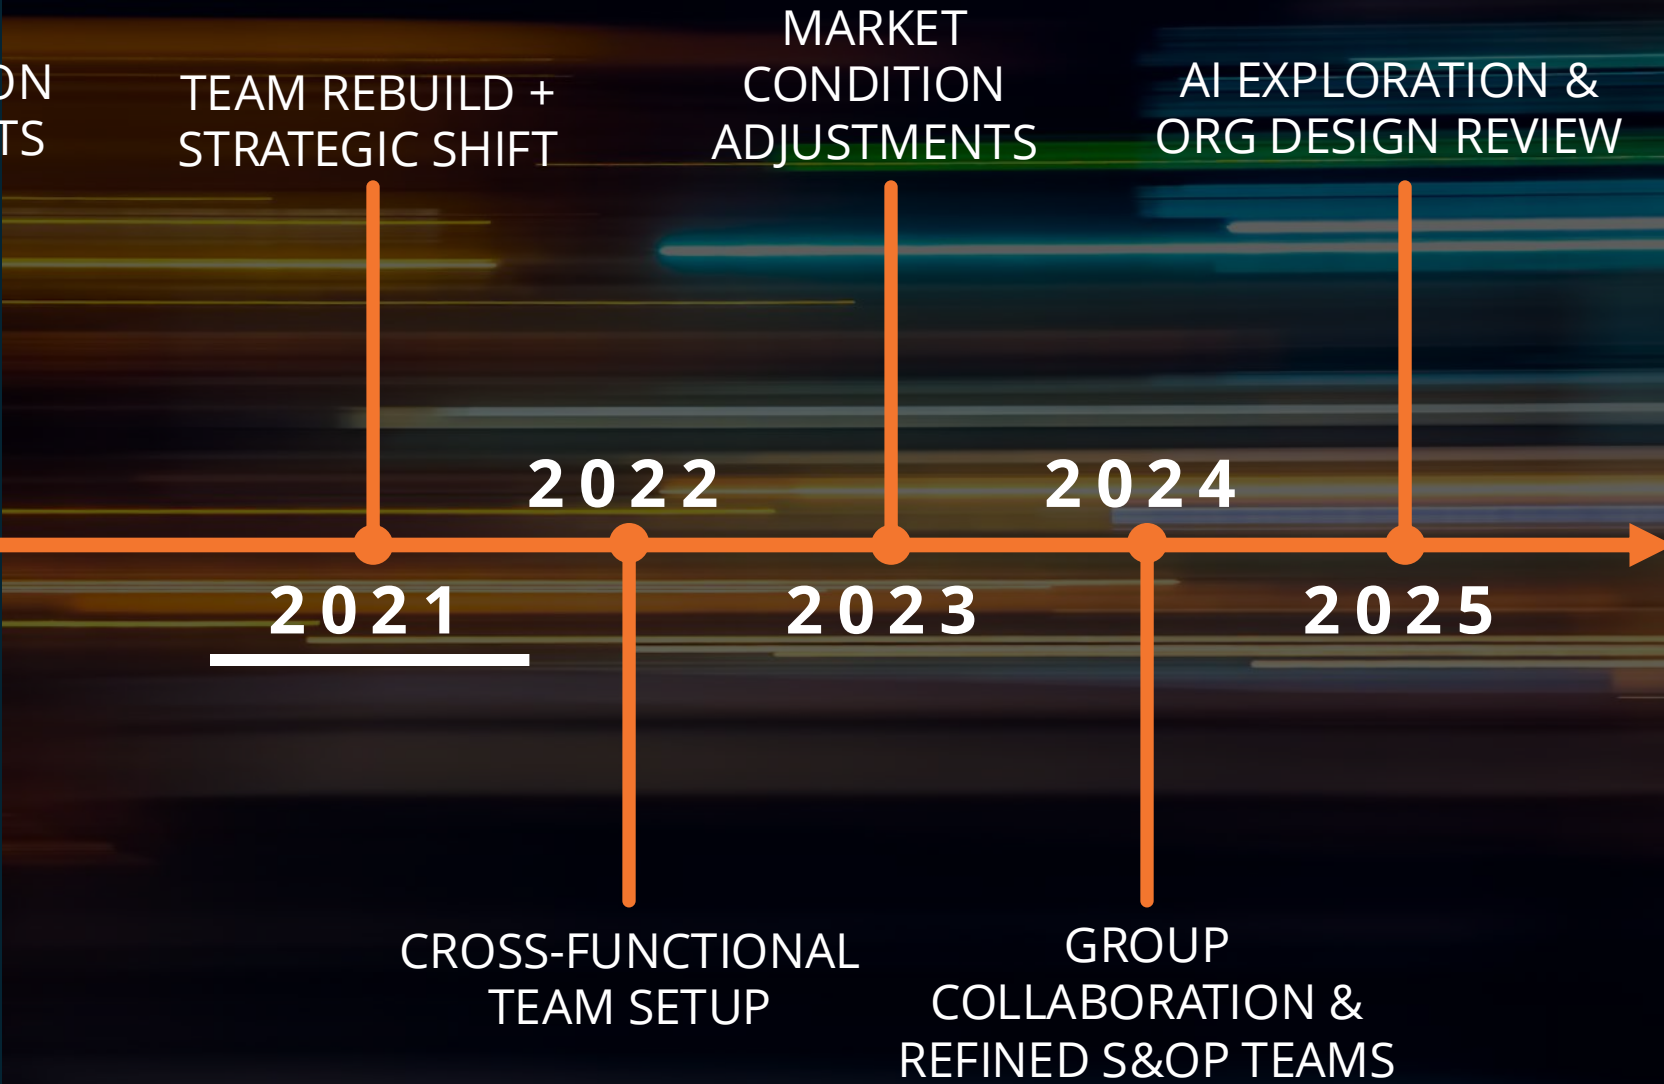 TEAM REBUILD +
STRATEGIC SHIFT
2021
2022
CROSS-FUNCTIONAL
TEAM SETUP
MARKET
CONDITION
ADJUSTMENTS
2023
2024
GROUP
COLLABORATION &
REFINED S&OP TEAMS
AI EXPLORATION &
ORG DESIGN REVIEW
2025